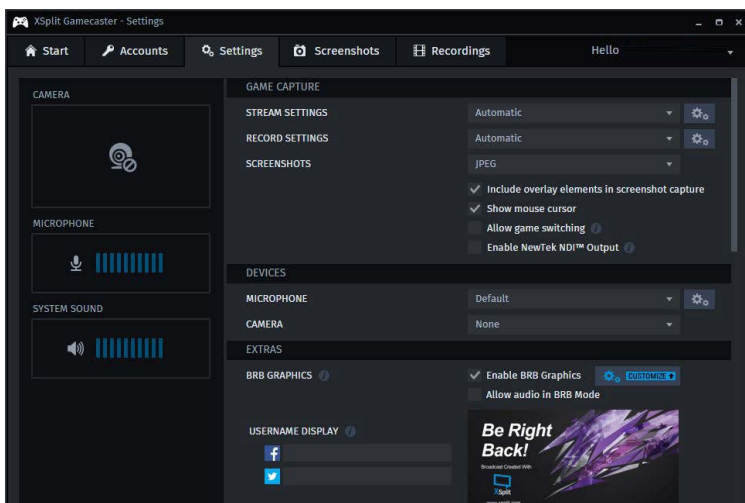 XSplit Gamecaster - Settings
Start
Accounts
Settings
Screenshots
Recordings
Hello
CAMERA
MICROPHONE
SYSTEM SOUND
GAME CAPTURE
STREAM SETTINGS
Automatic
RECORD SETTINGS
Automatic
SCREENSHOTS
JPEG
Include overlay elements in screenshot capture
Show mouse cursor
Allow game switching
Enable NewTek NDI™ Output
DEVICES
MICROPHONE
Default
CAMERA
None
EXTRAS
BRB GRAPHICS
Enable BRB Graphics
CUSTOMIZE
Allow audio in BRB Mode
USERNAME DISPLAY
Be Right
Back!
Broadcast Created With
XSplit